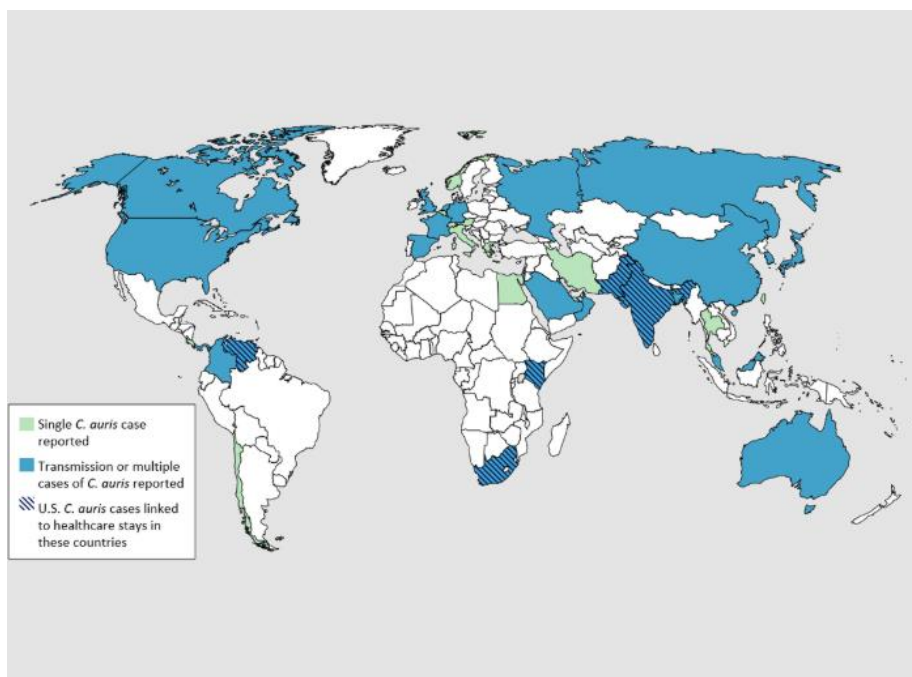 Single C. auris case
reported
Transmission or multiple
cases of C. auris reported
U.S. C. auris cases linked
to healthcare stays in
these countries